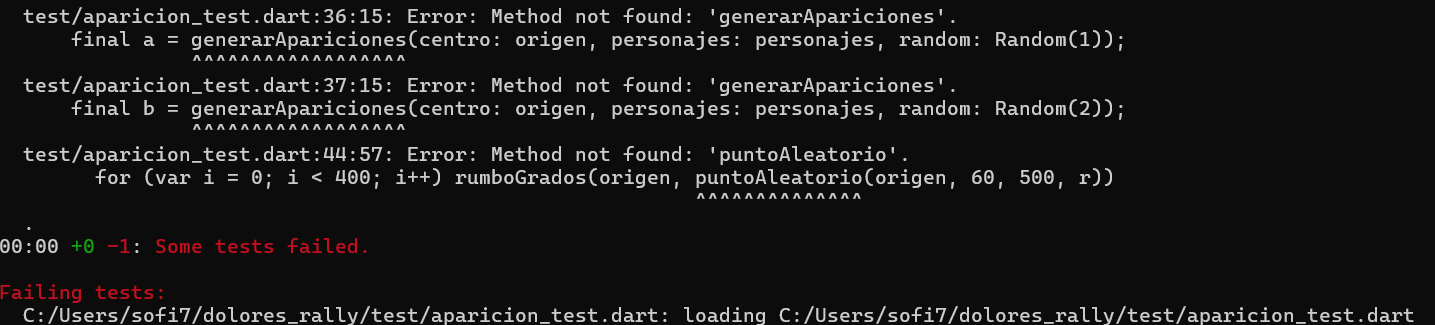 test/aparicion_test.dart:36:15: Error: Method not found: 'generarApariciones'.
final a = generarApariciones(centro: origen, personajes: personajes, random: Random(1));
^^^^^^^^^^^^^^^^^^
test/aparicion_test.dart:37:15: Error: Method not found: 'generarApariciones'.
final b = generarApariciones(centro: origen, personajes: personajes, random: Random(2));
^^^^^^^^^^^^^^^^^^
test/aparicion_test.dart:44:57: Error: Method not found: 'puntoAleatorio'.
for (var i = 0; i < 400; i++) rumboGrados(origen, puntoAleatorio(origen, 60, 500, r))
^^^^^^^^^^^^^^
.
00:00 +0 -1: Some tests failed.
Failing tests:
C:/Users/sofi7/dolores_rally/test/aparicion_test.dart: loading C:/Users/sofi7/dolores_rally/test/aparicion_test.dart